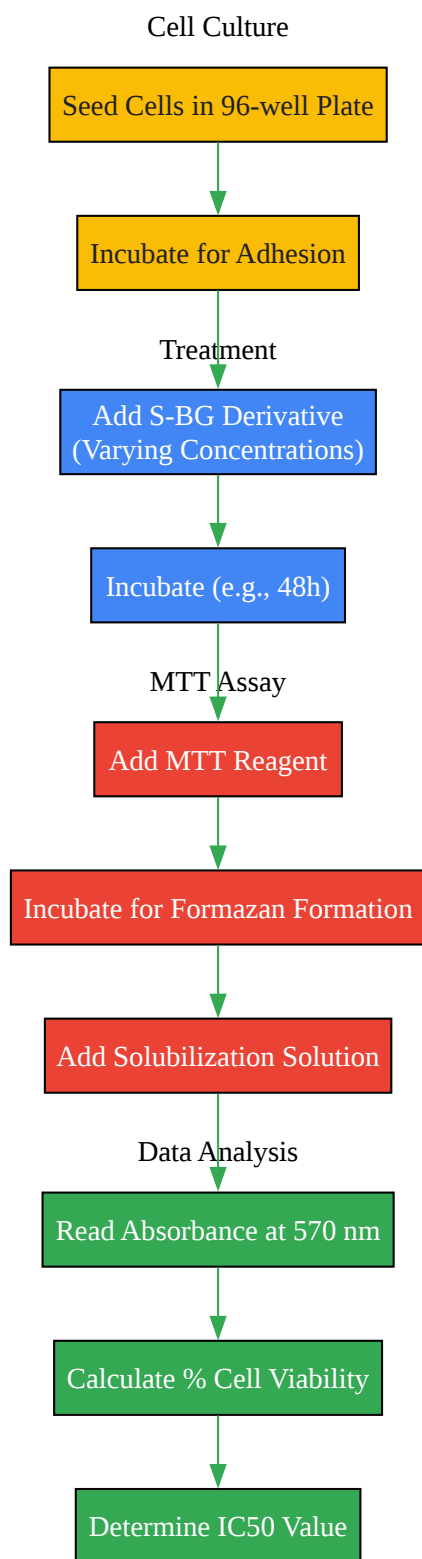 Cell Culture
Seed Cells in 96-well Plate
Incubate for Adhesion
Treatment
Add S-BG Derivative
(Varying Concentrations)
Incubate (e.g., 48h)
MTT Assay
Add MTT Reagent
Incubate for Formazan Formation
Add Solubilization Solution
Data Analysis
Read Absorbance at 570 nm
Calculate % Cell Viability
Determine IC50 Value